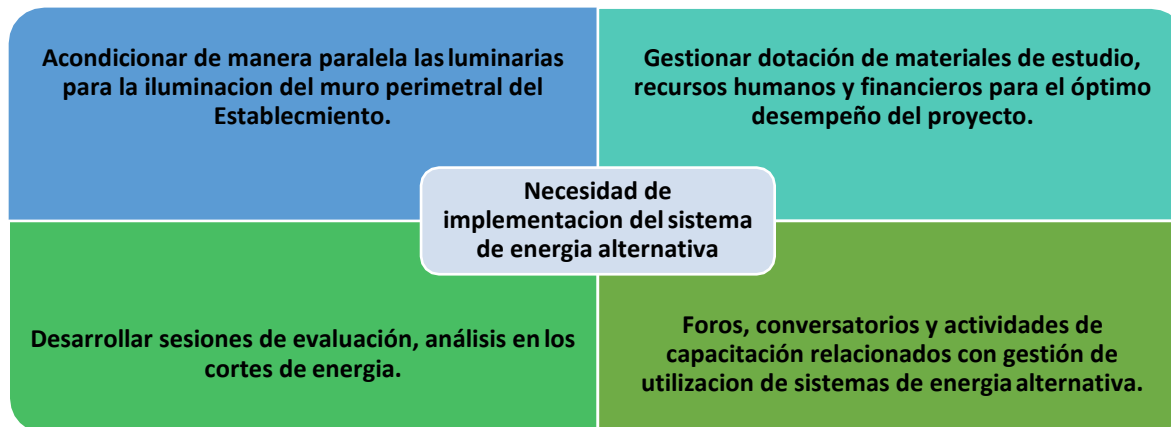 Acondicionar de manera paralela las luminarias
para la iluminacion del muro perimetral del
Establecmiento.
Gestionar dotación de materiales de estudio,
recursos humanos y financieros para el óptimo
desempeño del proyecto.
Necesidad de
implementacion del sistema
de energia alternativa
Desarrollar sesiones de evaluación, análisis en los
cortes de energia.
Foros, conversatorios y actividades de
capacitación relacionados con gestión de
utilizacion de sistemas de energia alternativa.